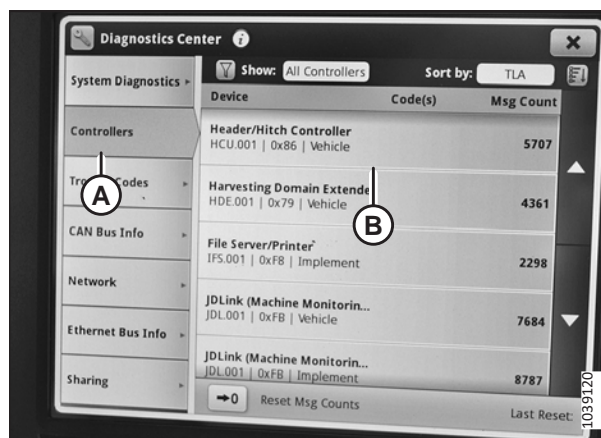 Diagnostics Center
System Diagnostics
Show: All Controllers Sort by: TLA
Device Code(s) Msg Count
Controllers
Header/Hitch Controller
HCU.001 | 0x86 | Vehicle 5707
A
Codes
Harvesting Domain Extende
HDE.001 | 0x79 | Vehicle 4361
B
CAN Bus Info
File Server/Printer
IFS.001 | 0xF8 | Implement 2298
Network
JDLink (Machine Monitorin...
JDL.001 | 0xFB | Vehicle 7684
Ethernet Bus Info
JDLink (Machine Monitorin...
JDL.001 | 0xFB | Implement 8787
Sharing
→0 Reset Msg Counts
Last Reset:
1039120